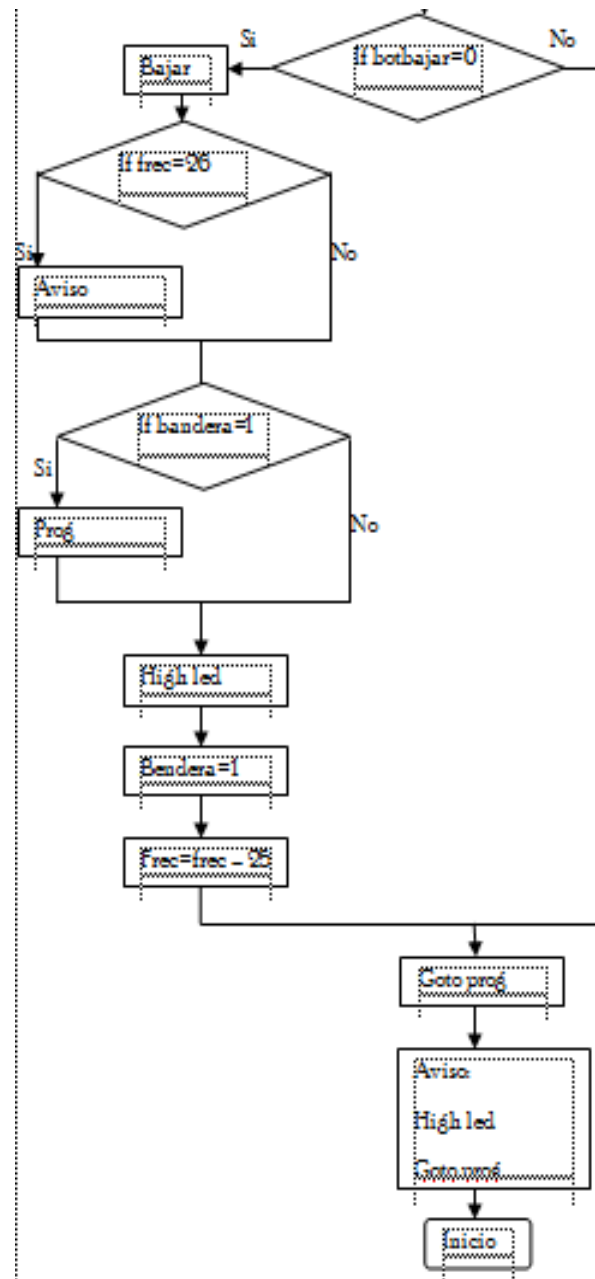 Si
No
Bajar
If botbajar=0
If frec=26
Si
No
Aviso
If bandera=1
Si
No
Prog
High led
Bendera=1
Frec=frec – 25
Goto prog
Aviso:
High led
Goto prog
Inicio